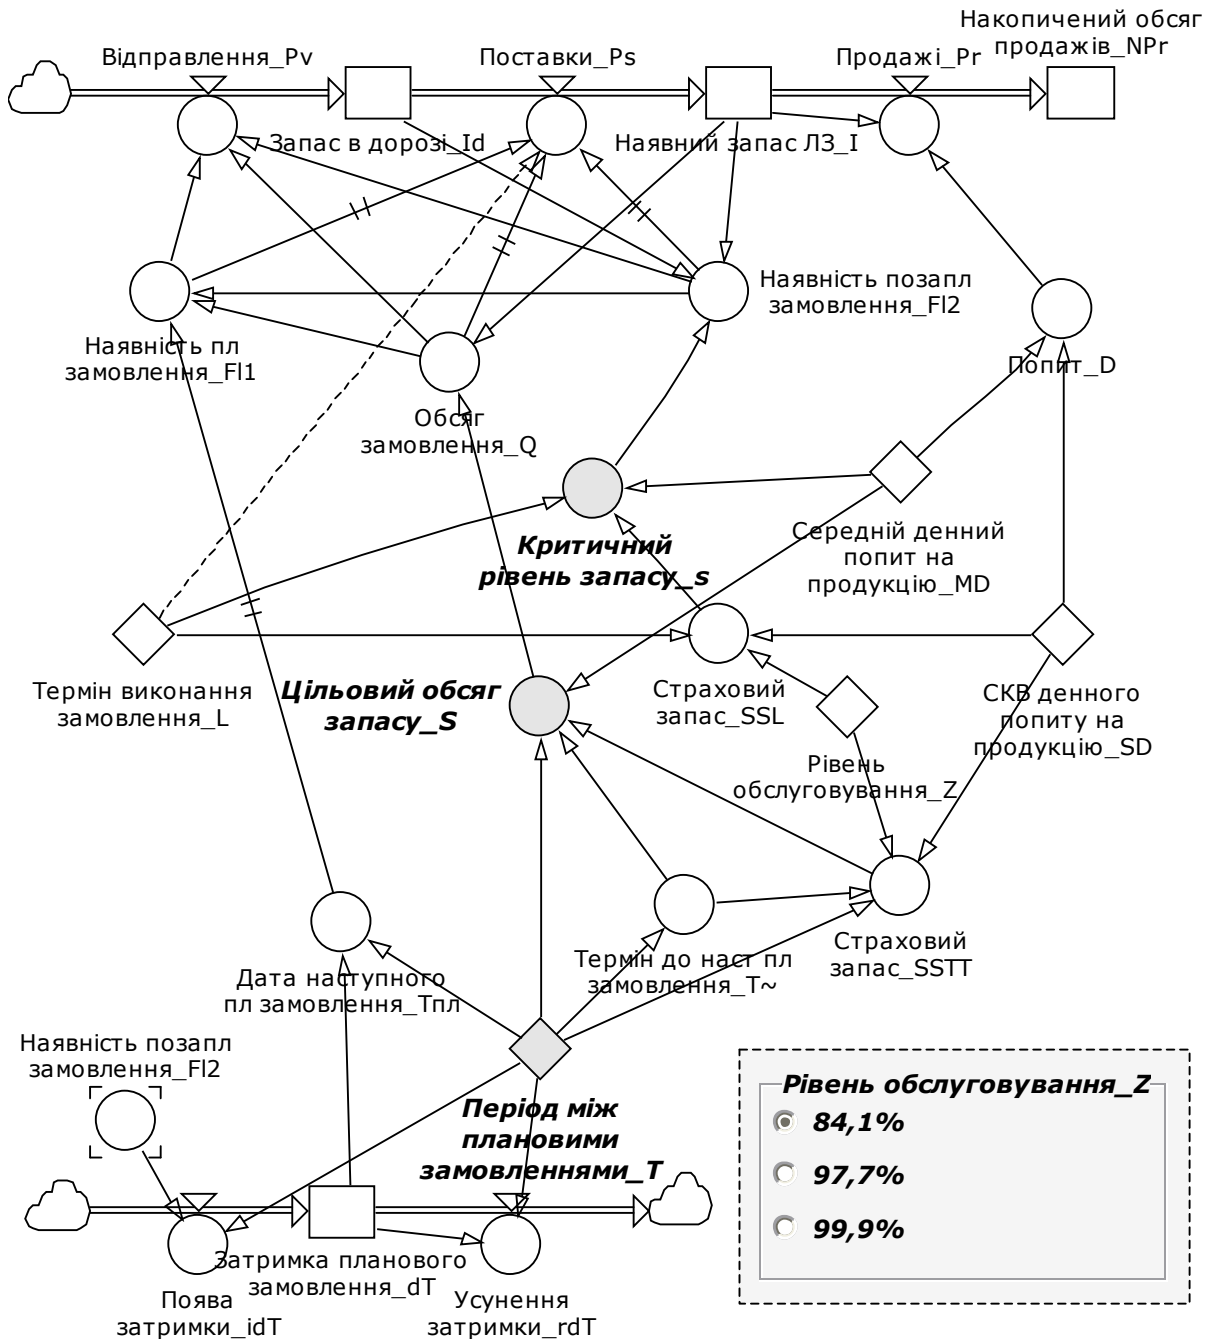 Накопичений обсяг
продажів_NPr
Відправлення_Pv
Поставки_Ps
Продажі_Pr
Запас в дорозі_Id
Наявний запас ЛЗ_I
Наявність позапл
замовлення_Fl2
Наявність пл
замовлення_Fl1
Попит_D
Обсяг
замовлення_Q
Критичний
рівень запасу_s
Середній денний
попит на
продукцію_MD
Термін виконання
замовлення_L
Цільовий обсяг
запасу_S
Страховий
запас_SSL
СКВ денного
попиту на
продукцію_SD
Рівень
обслуговування_Z
Дата наступного
пл замовлення_Tпл
Термін до наст пл
замовлення_T~
Страховий
запас_SSTT
Наявність позапл
замовлення_Fl2
Період між
плановими
замовленнями_T
Затримка планового
замовлення_dT
Поява
затримки_idT
Усунення
затримки_rdT
Рівень обслуговування_Z
84,1%
97,7%
99,9%